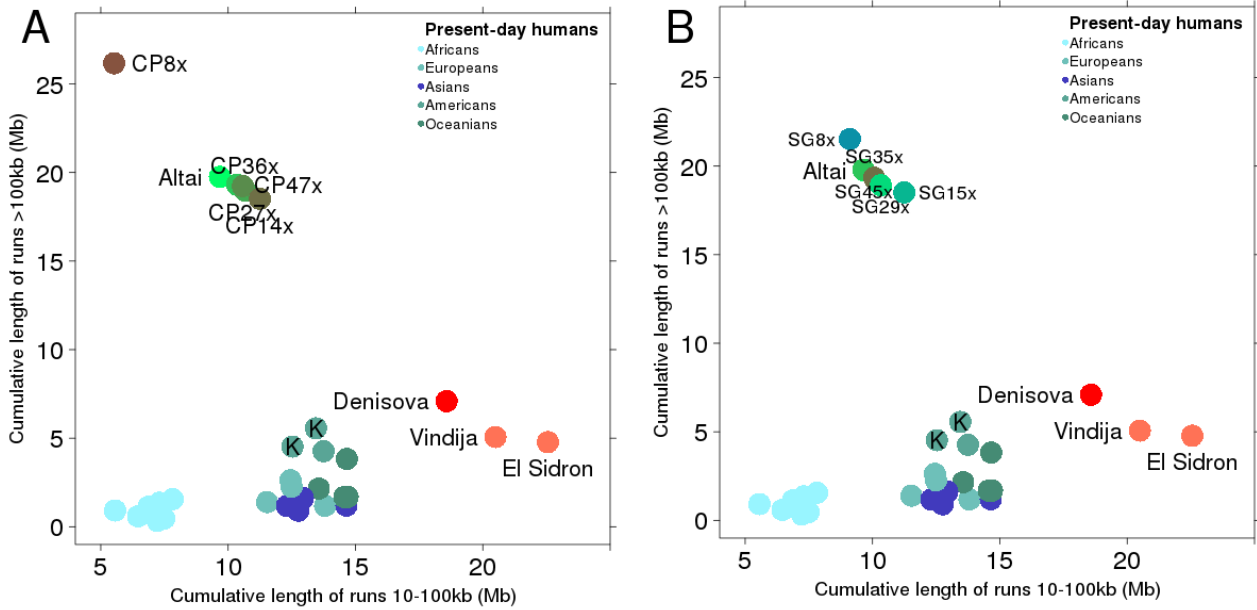 A
Present-day humans
Africans
Europeans
Asians
Americans
Oceanians
CP8x
CP36x
Altai
CP47x
CP27x
CP14x
Denisova
K
K
Vindija
El Sidron
25
20
15
10
5
0
5
10
15
20
Cumulative length of runs >100kb (Mb)
Cumulative length of runs 10-100kb (Mb)
B
Present-day humans
Africans
Europeans
Asians
Americans
Oceanians
SG8x
SG35x
Altai
SG45x
SG15x
SG29x
Denisova
K
K
Vindija
El Sidron
25
20
15
10
5
0
5
10
15
20
Cumulative length of runs >100kb (Mb)
Cumulative length of runs 10-100kb (Mb)